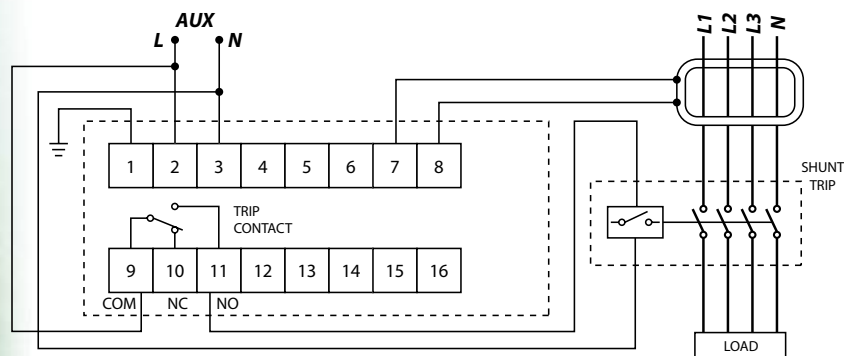 AUX
L N
L1 L2 L3 N
1 2 3 4 5 6 7 8
SHUNT
TRIP
TRIP
CONTACT
9 10 11 12 13 14 15 16
COM NC NO
LOAD